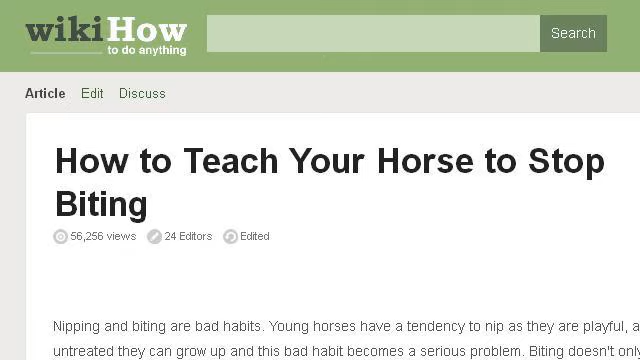 wikiHow
to do anything
Search
Article Edit Discuss
How to Teach Your Horse to Stop
Biting
56,256 views 24 Editors Edited
Nipping and biting are bad habits. Young horses have a tendency to nip as they are playful, a
untreated they can grow up and this bad habit becomes a serious problem. Biting doesn't only